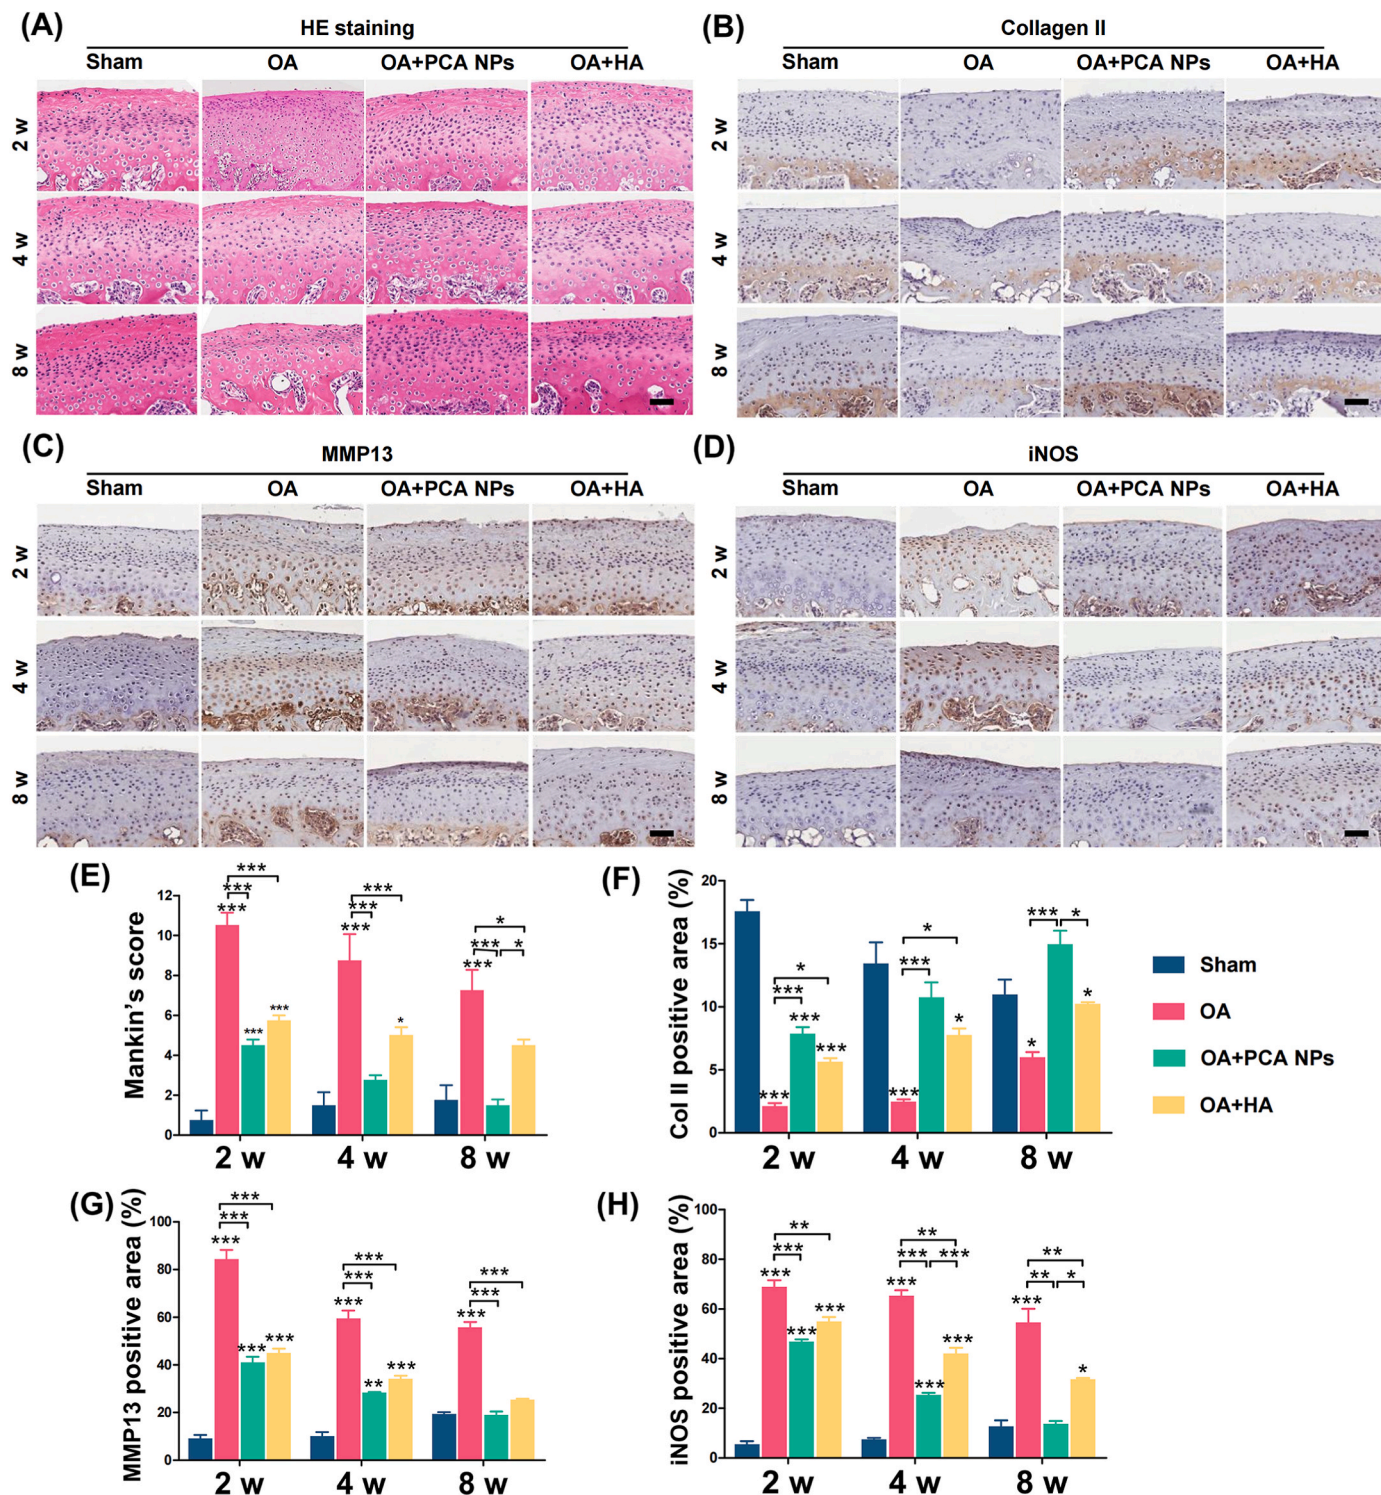 (A)
HE staining
Sham OA OA+PCA NPs OA+HA
2 w
4 w
8 w
(B)
Collagen II
Sham OA OA+PCA NPs OA+HA
2 w
4 w
8 w
(C)
MMP13
Sham OA OA+PCA NPs OA+HA
2 w
4 w
8 w
(D)
iNOS
Sham OA OA+PCA NPs OA+HA
2 w
4 w
8 w
(E)
Mankin's score
12
10
8
6
4
2
0
*** *** *** *** ***
*** *** *** *
* *** * ***
2 w 4 w 8 w
(F)
Col II positive area (%)
20
15
10
5
0
* *** *** *** ***
* *** * ***
*** * * *
2 w 4 w 8 w
Sham
OA
OA+PCA NPs
OA+HA
(G)
MMP13 positive area (%)
100
80
60
40
20
0
*** *** *** *** ***
*** *** *** ** ***
*** *** ***
2 w 4 w 8 w
(H)
iNOS positive area (%)
100
80
60
40
20
0
** *** *** *** ***
** *** *** *** *** ***
** ** * *** *
2 w 4 w 8 w